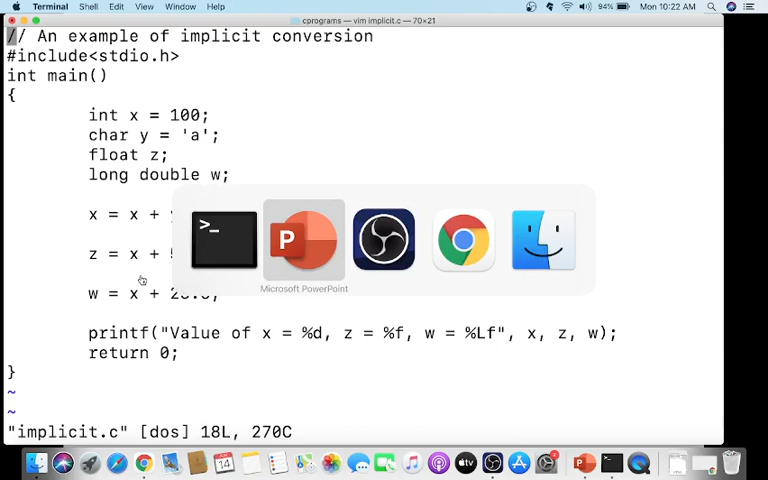 Terminal Shell Edit View Window Help 94% Mon 10:22 AM
cprograms — vim implicit.c — 70×21
// An example of implicit conversion
#include<stdio.h>
int main()
{
int x = 100;
char y = 'a';
float z;
long double w;
x = x +
z = x +
w = x +
>_
P
Microsoft PowerPoint
printf("Value of x = %d, z = %f, w = %Lf", x, z, w);
return 0;
}
~
~
"implicit.c" [dos] 18L, 270C
14
tv